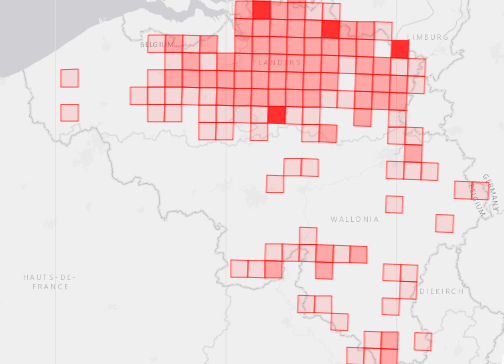 BELGIUM
LIMBURG
FLANDERS
GERMANY
BELGIUM
WALLONIA
HAUTS-DE-
FRANCE
DIEKIRCH